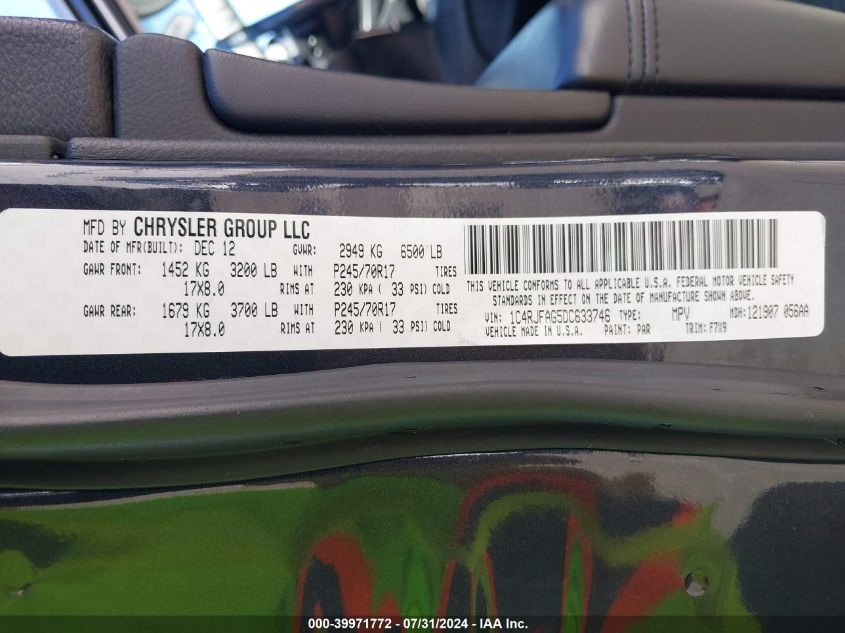 MFD BY CHRYSLER GROUP LLC
DATE OF MFR(BUILT): DEC 12 GVWR: 2949 KG 6500 LB
GAWR FRONT: 1452 KG 3200 LB WITH P245/70R17 TIRES
17X8.0 RIMS AT 230 KPA ( 33 PSI) COLD
GAWR REAR: 1679 KG 3700 LB WITH P245/70R17 TIRES
17X8.0 RIMS AT 230 KPA ( 33 PSI) COLD
THIS VEHICLE CONFORMS TO ALL APPLICABLE U.S.A. FEDERAL MOTOR VEHICLE SAFETY
STANDARDS IN EFFECT ON THE DATE OF MANUFACTURE SHOWN ABOVE.
VIN: 1C4RJFAG5DC633746 TYPE: MPV MDH:121907 056AA
VEHICLE MADE IN U.S.A. PAINT: PAR TRIM: F7X9
000-39971772 / 07/31/2024 - IAA Inc.